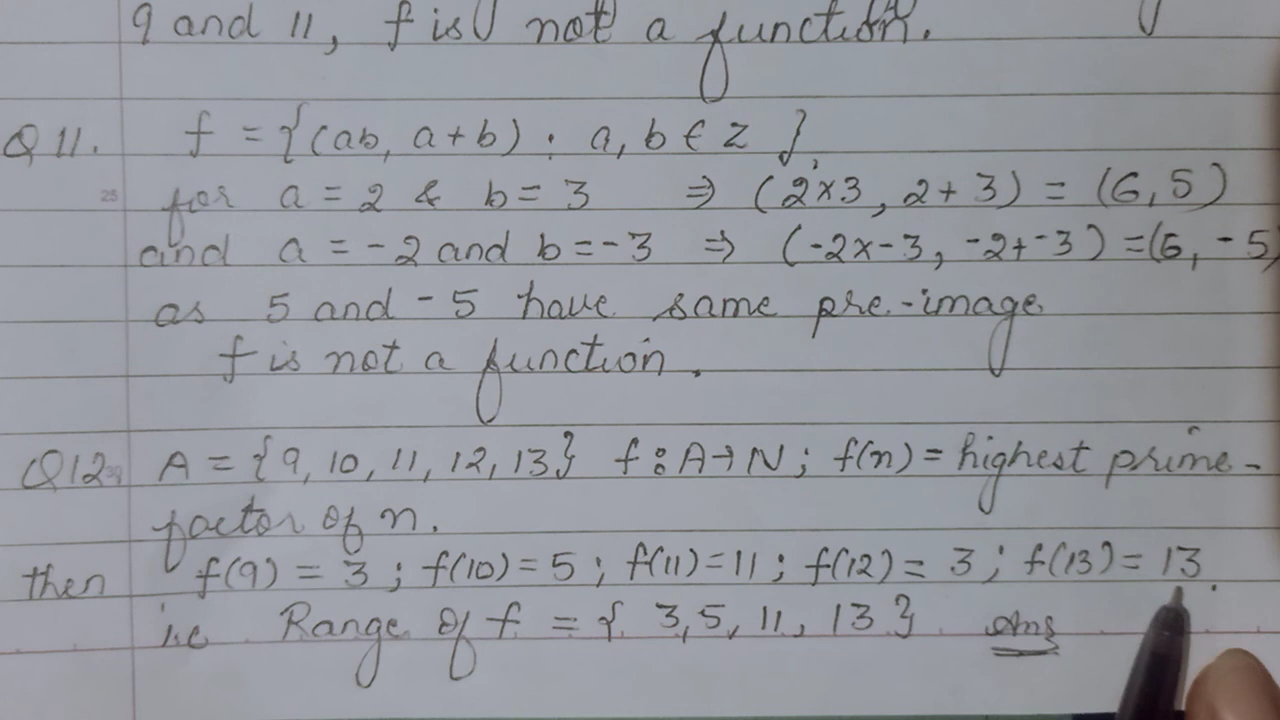 9 and 11, f is not a function.
Q 11. f = {(ab, a+b) : a, b ∈ z },
25 for a = 2 & b = 3 ⇒ (2×3, 2+3) = (6, 5)
and a = -2 and b = -3 ⇒ (-2×-3, -2+-3) = (6, -5)
as 5 and -5 have same pre-image
f is not a function.
Q12. A = {9, 10, 11, 12, 13} f : A → N ; f(n) = highest prime-
factor of n.
then f(9) = 3 ; f(10) = 5 ; f(11) = 11 ; f(12) = 3 ; f(13) = 13.
i.e Range of f = { 3, 5, 11, 13 } Ans